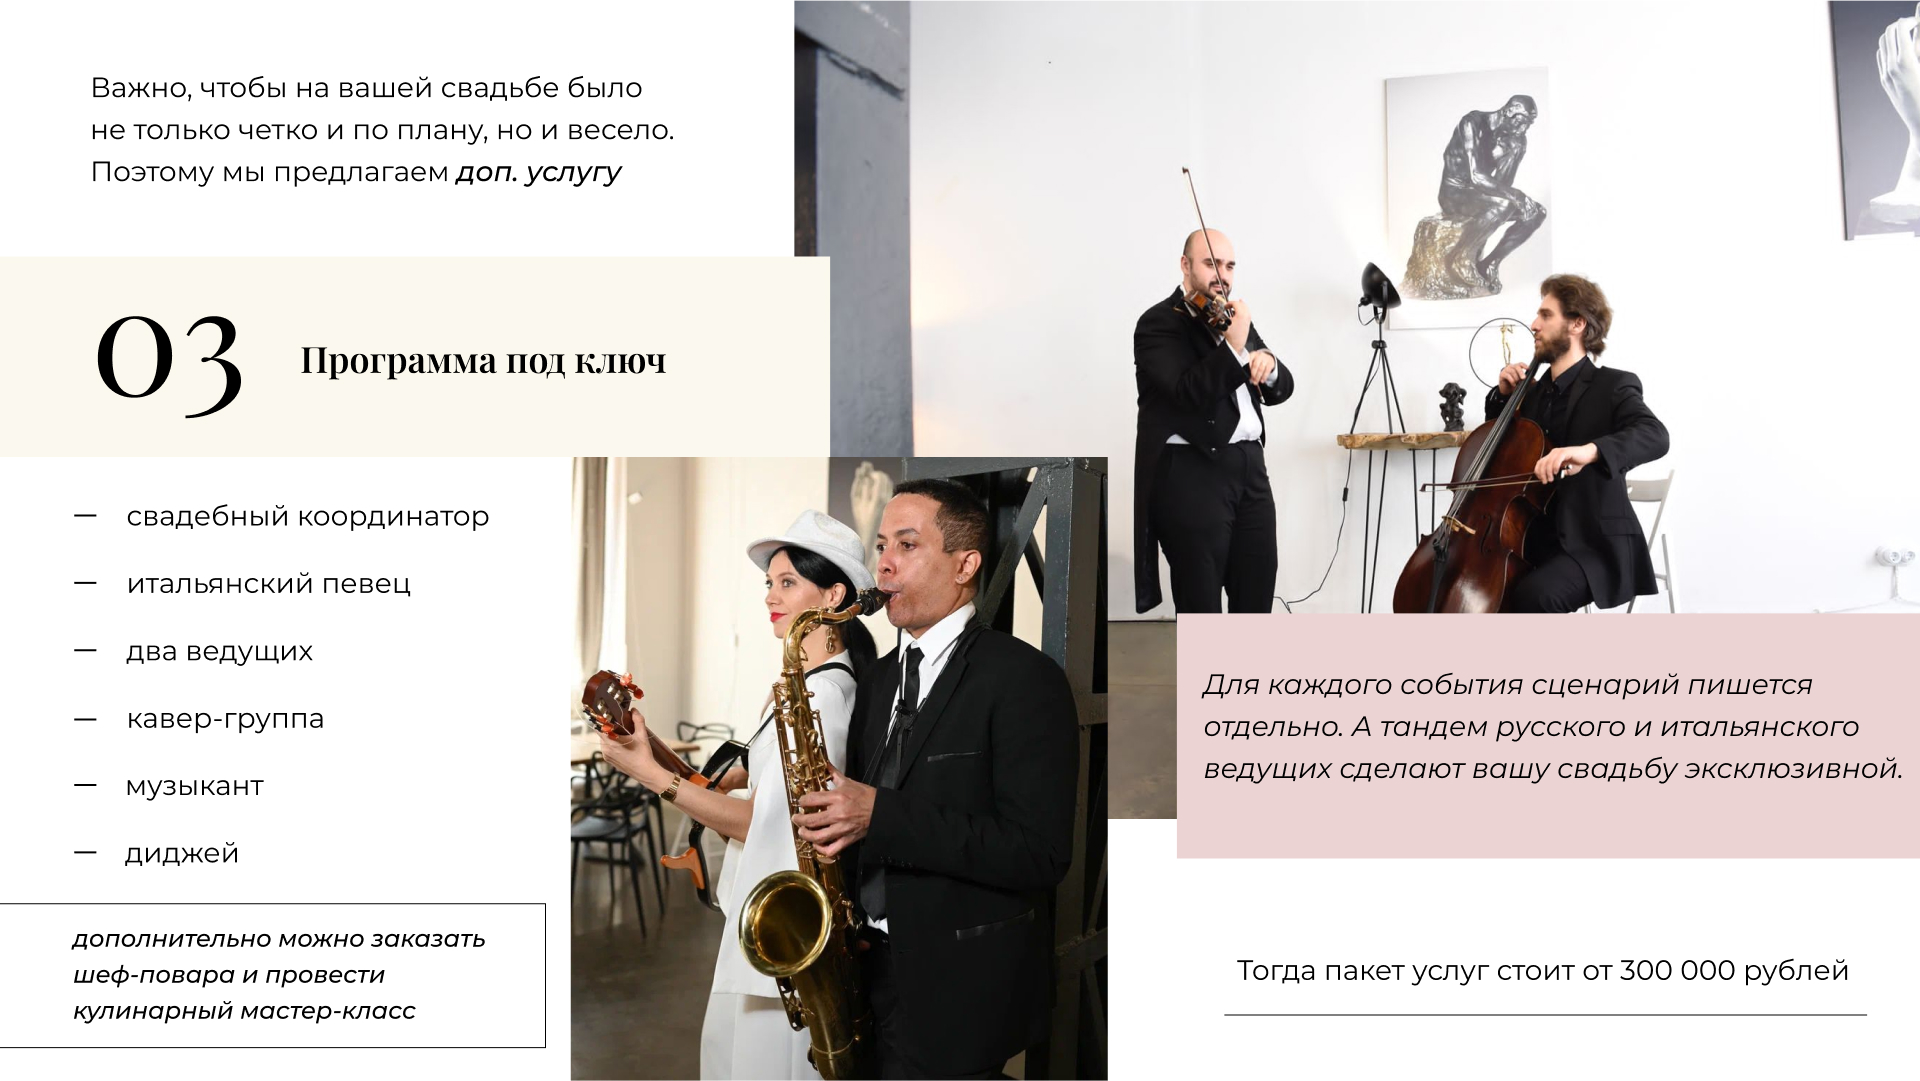 Важно, чтобы на вашей свадьбе было
не только четко и по плану, но и весело.
Поэтому мы предлагаем доп. услугу
03
Программа под ключ
— свадебный координатор
— итальянский певец
— два ведущих
— кавер-группа
— музыкант
— диджей
дополнительно можно заказать
шеф-повара и провести
кулинарный мастер-класс
Для каждого события сценарий пишется
отдельно. А тандем русского и итальянского
ведущих сделают вашу свадьбу эксклюзивной.
Тогда пакет услуг стоит от 300 000 рублей